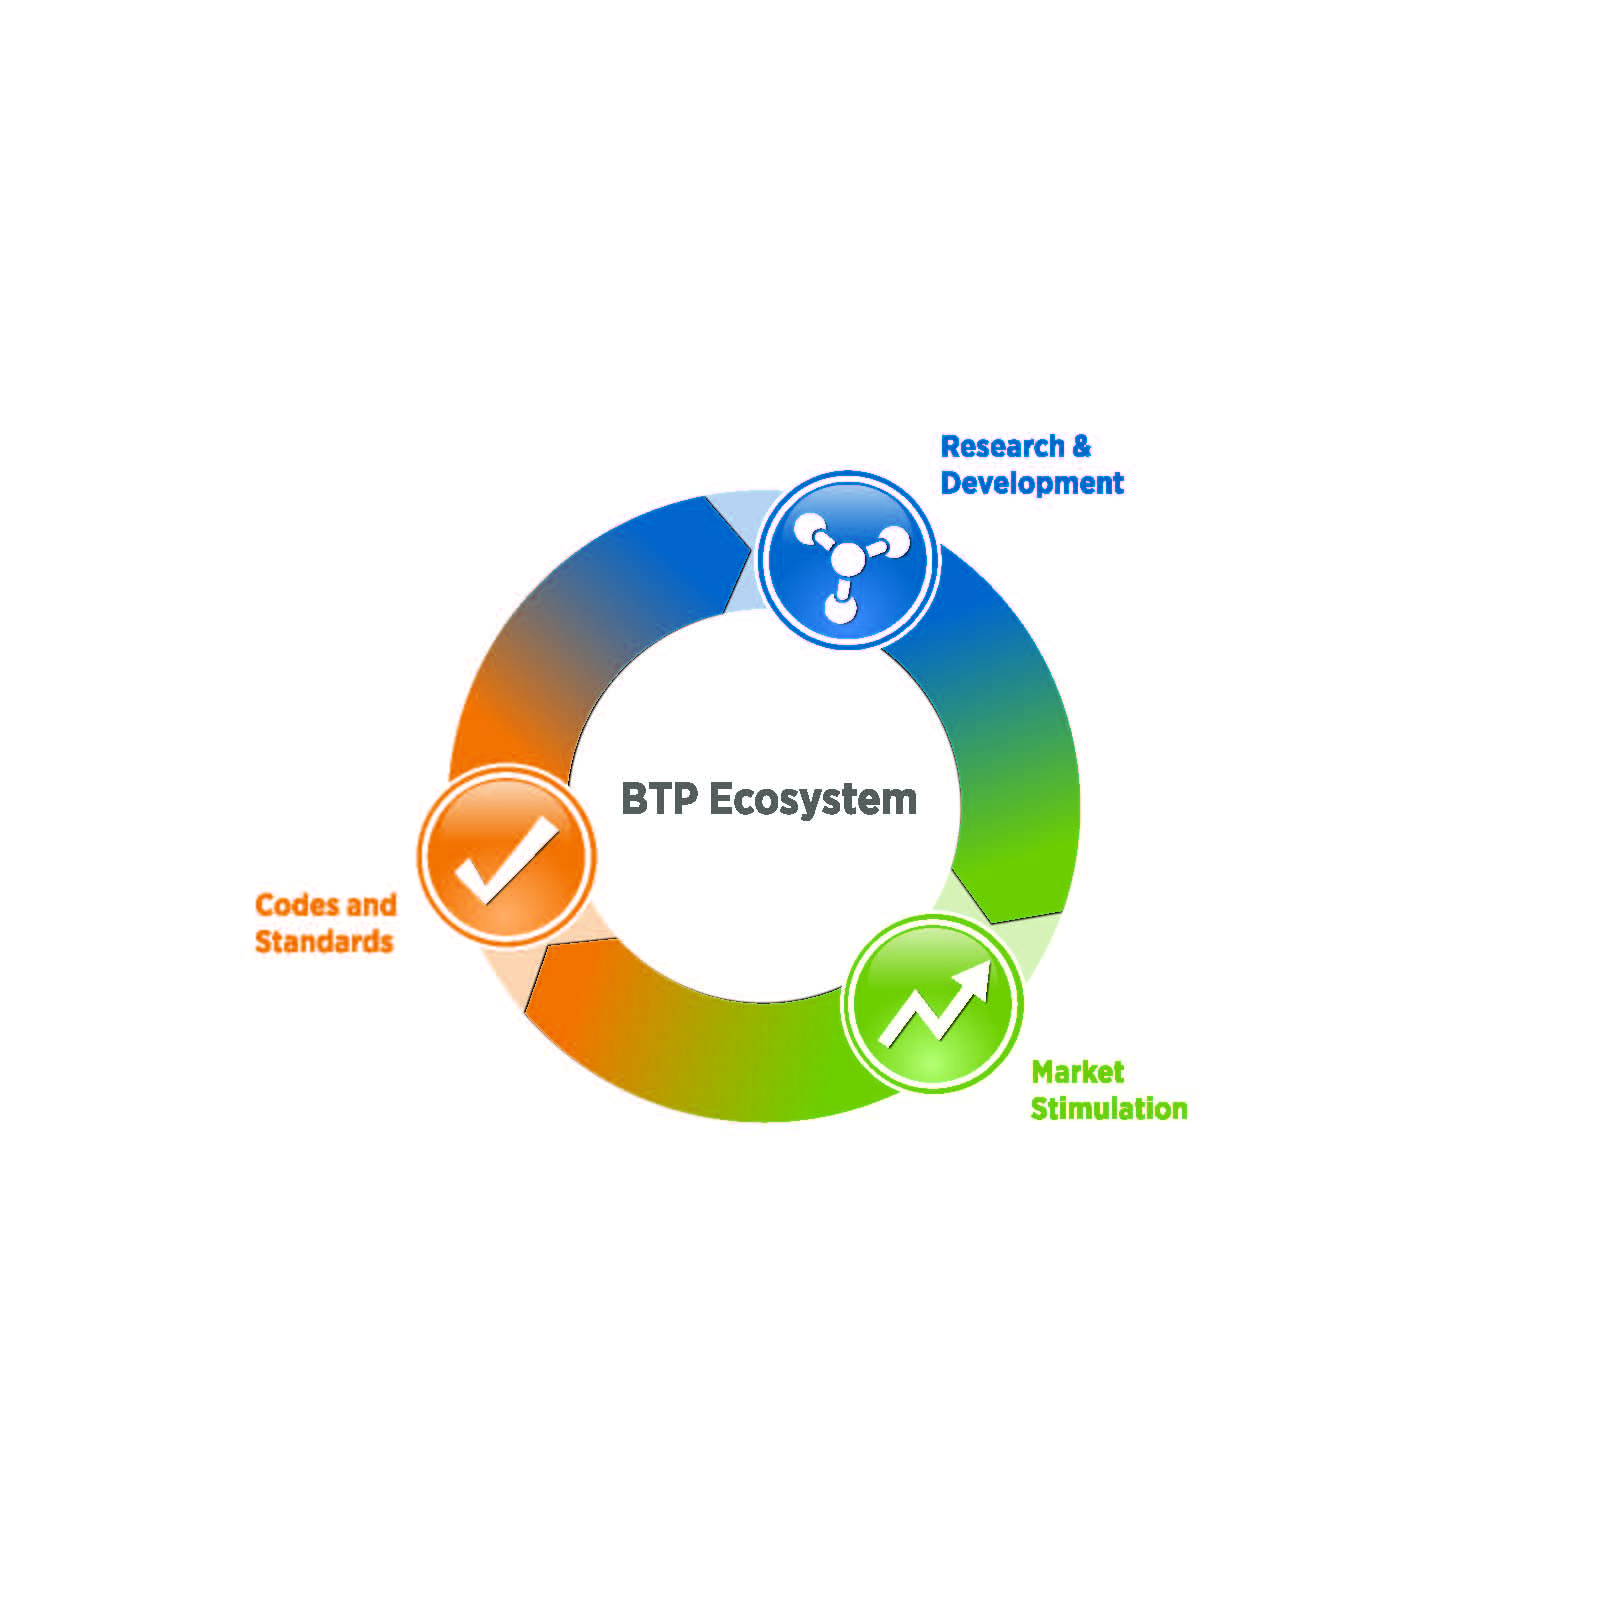 Research &
Development
BTP Ecosystem
Codes and
Standards
Market
Stimulation